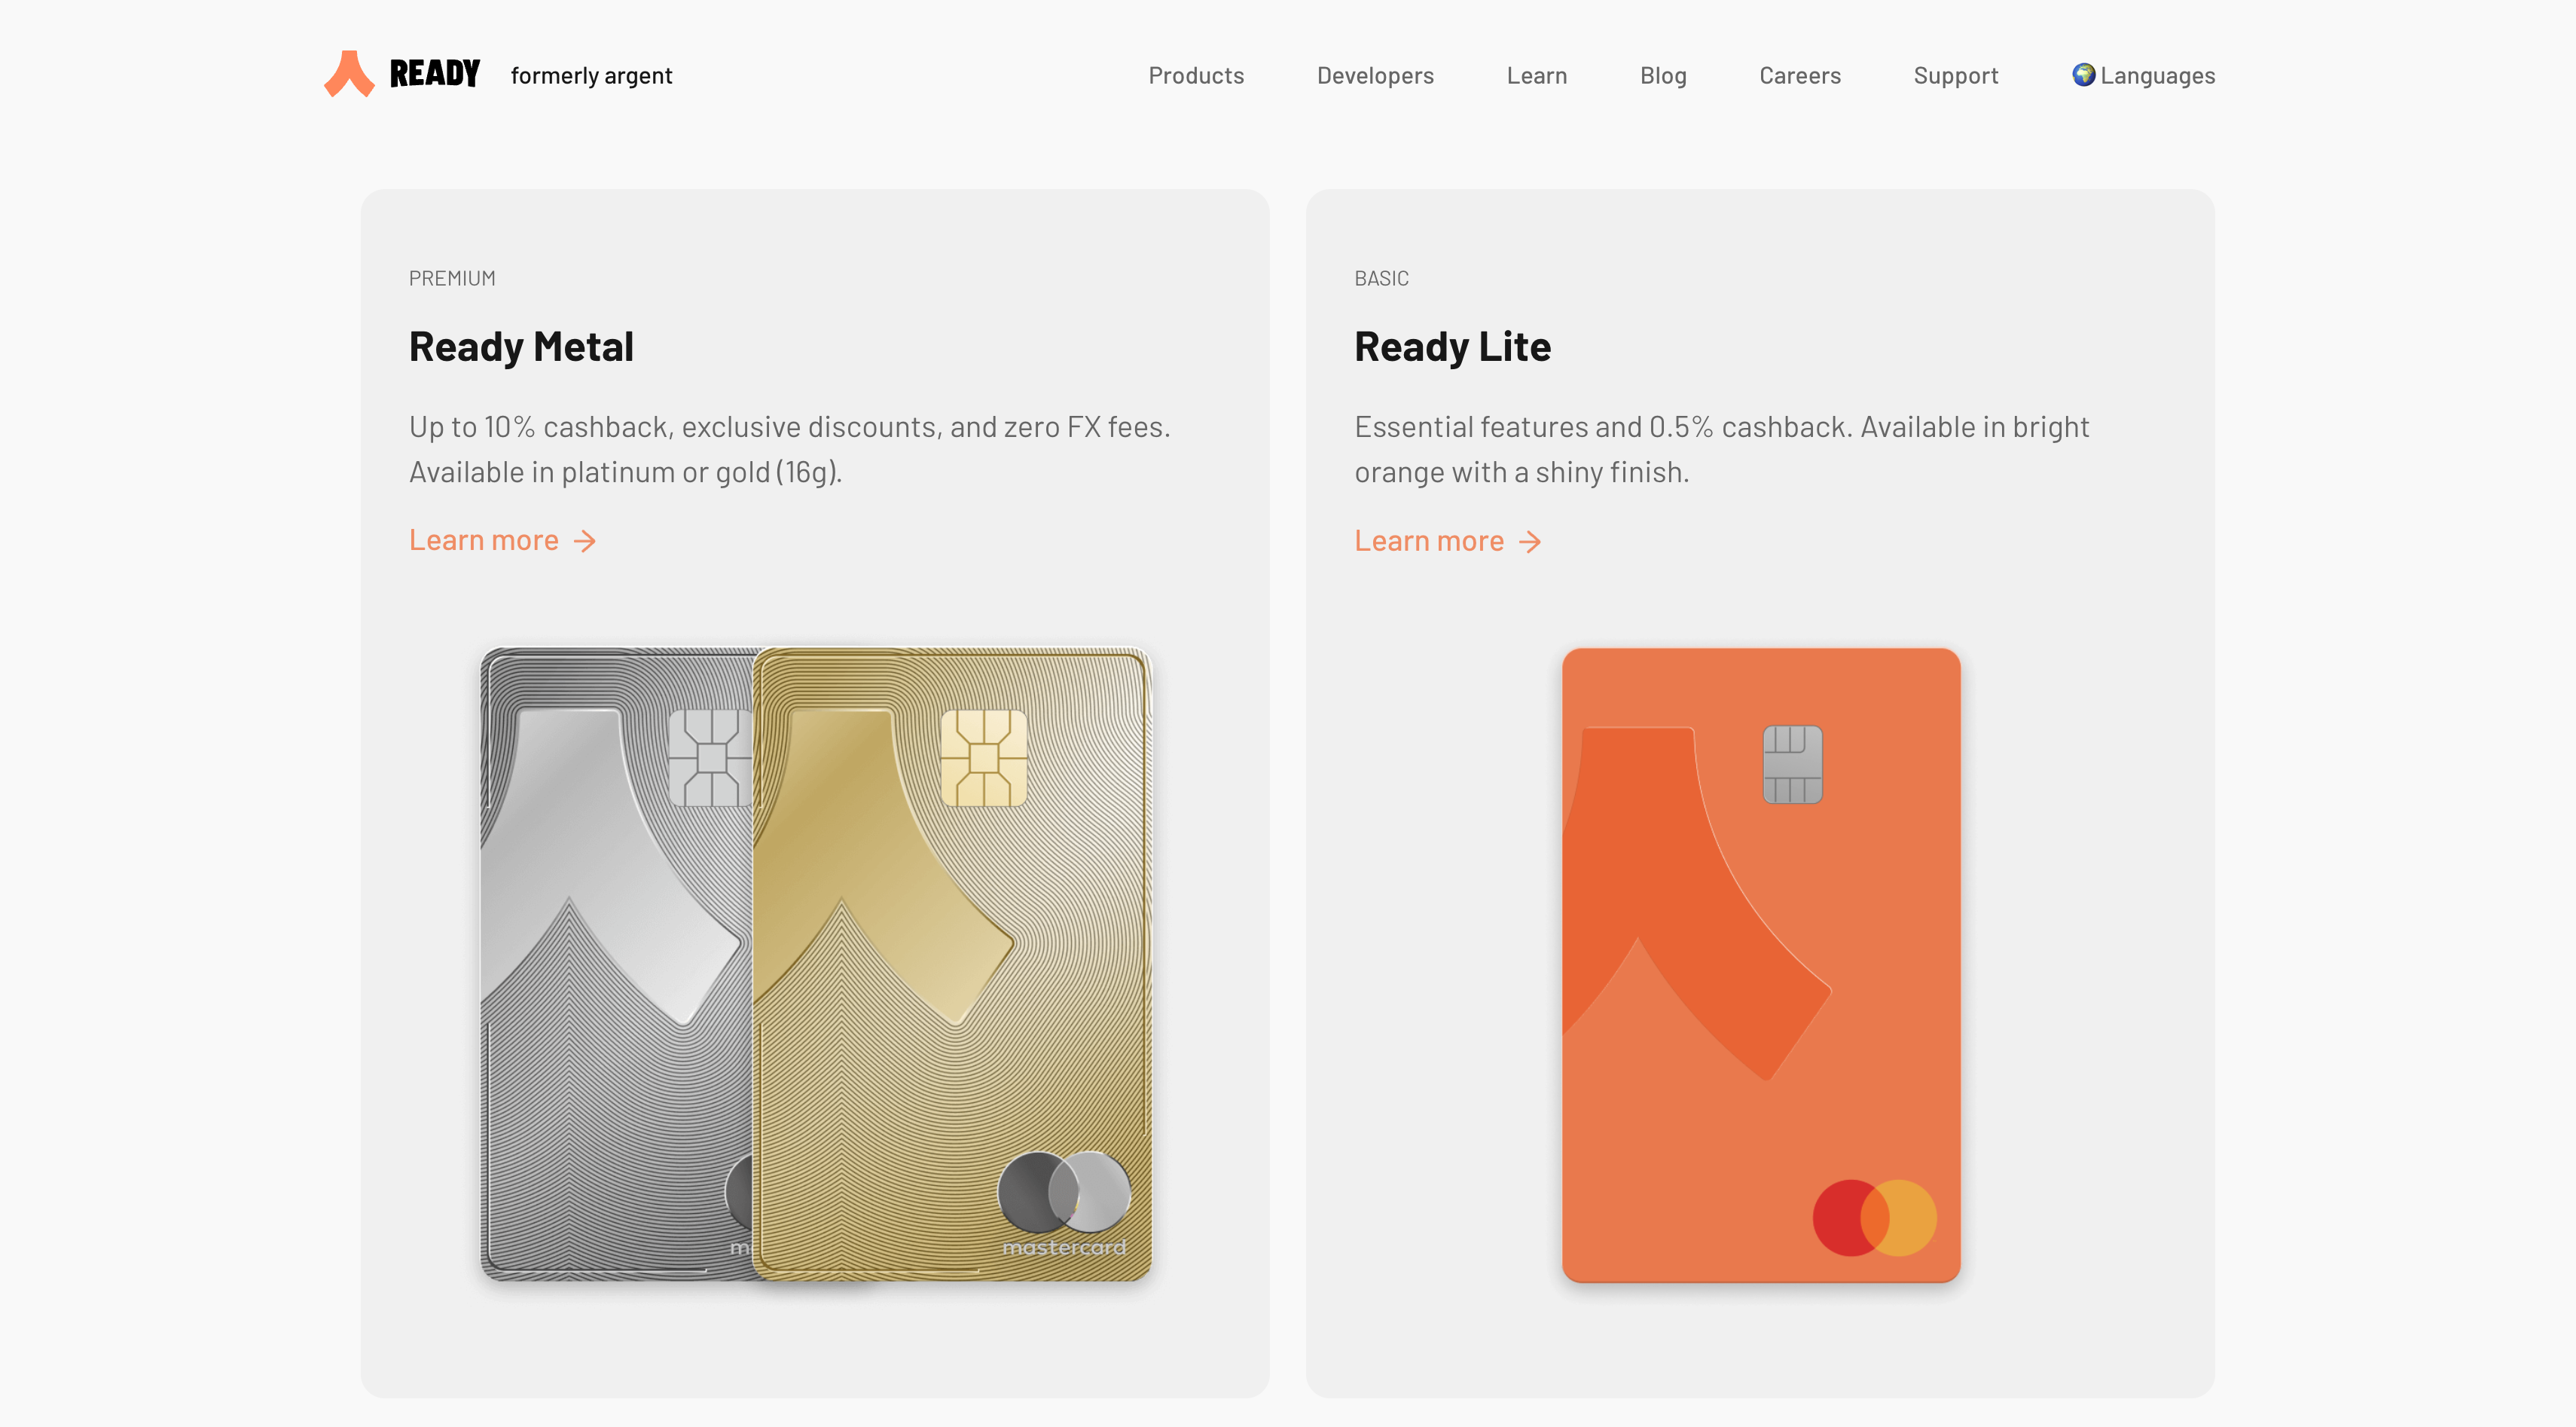 READY formerly argent
Products Developers Learn Blog Careers Support Languages
PREMIUM
Ready Metal
Up to 10% cashback, exclusive discounts, and zero FX fees.
Available in platinum or gold (16g).
Learn more →
BASIC
Ready Lite
Essential features and 0.5% cashback. Available in bright
orange with a shiny finish.
Learn more →
m
mastercard